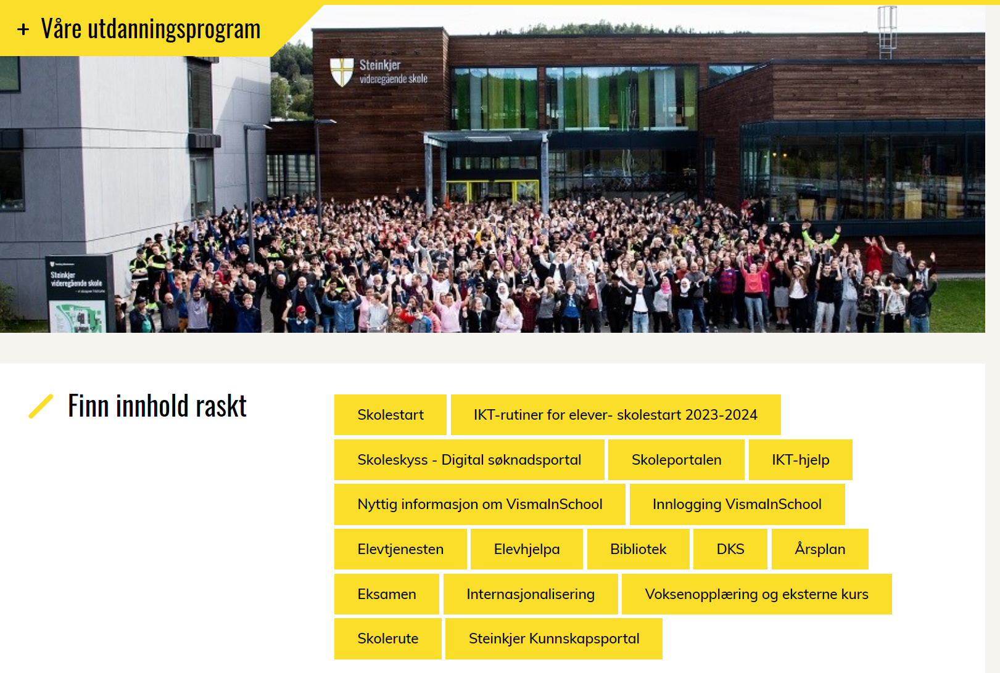 + Våre utdanningsprogram
Steinkjer
videregående skole
Steinkjer
videregående skole
Finn innhold raskt
Skolestart
IKT-rutiner for elever- skolestart 2023-2024
Skoleskyss - Digital søknadsportal
Skoleportalen
IKT-hjelp
Nyttig informasjon om VismaInSchool
Innlogging VismaInSchool
Elevtjenesten
Elevhjelpa
Bibliotek
DKS
Årsplan
Eksamen
Internasjonalisering
Voksenopplæring og eksterne kurs
Skolerute
Steinkjer Kunnskapsportal